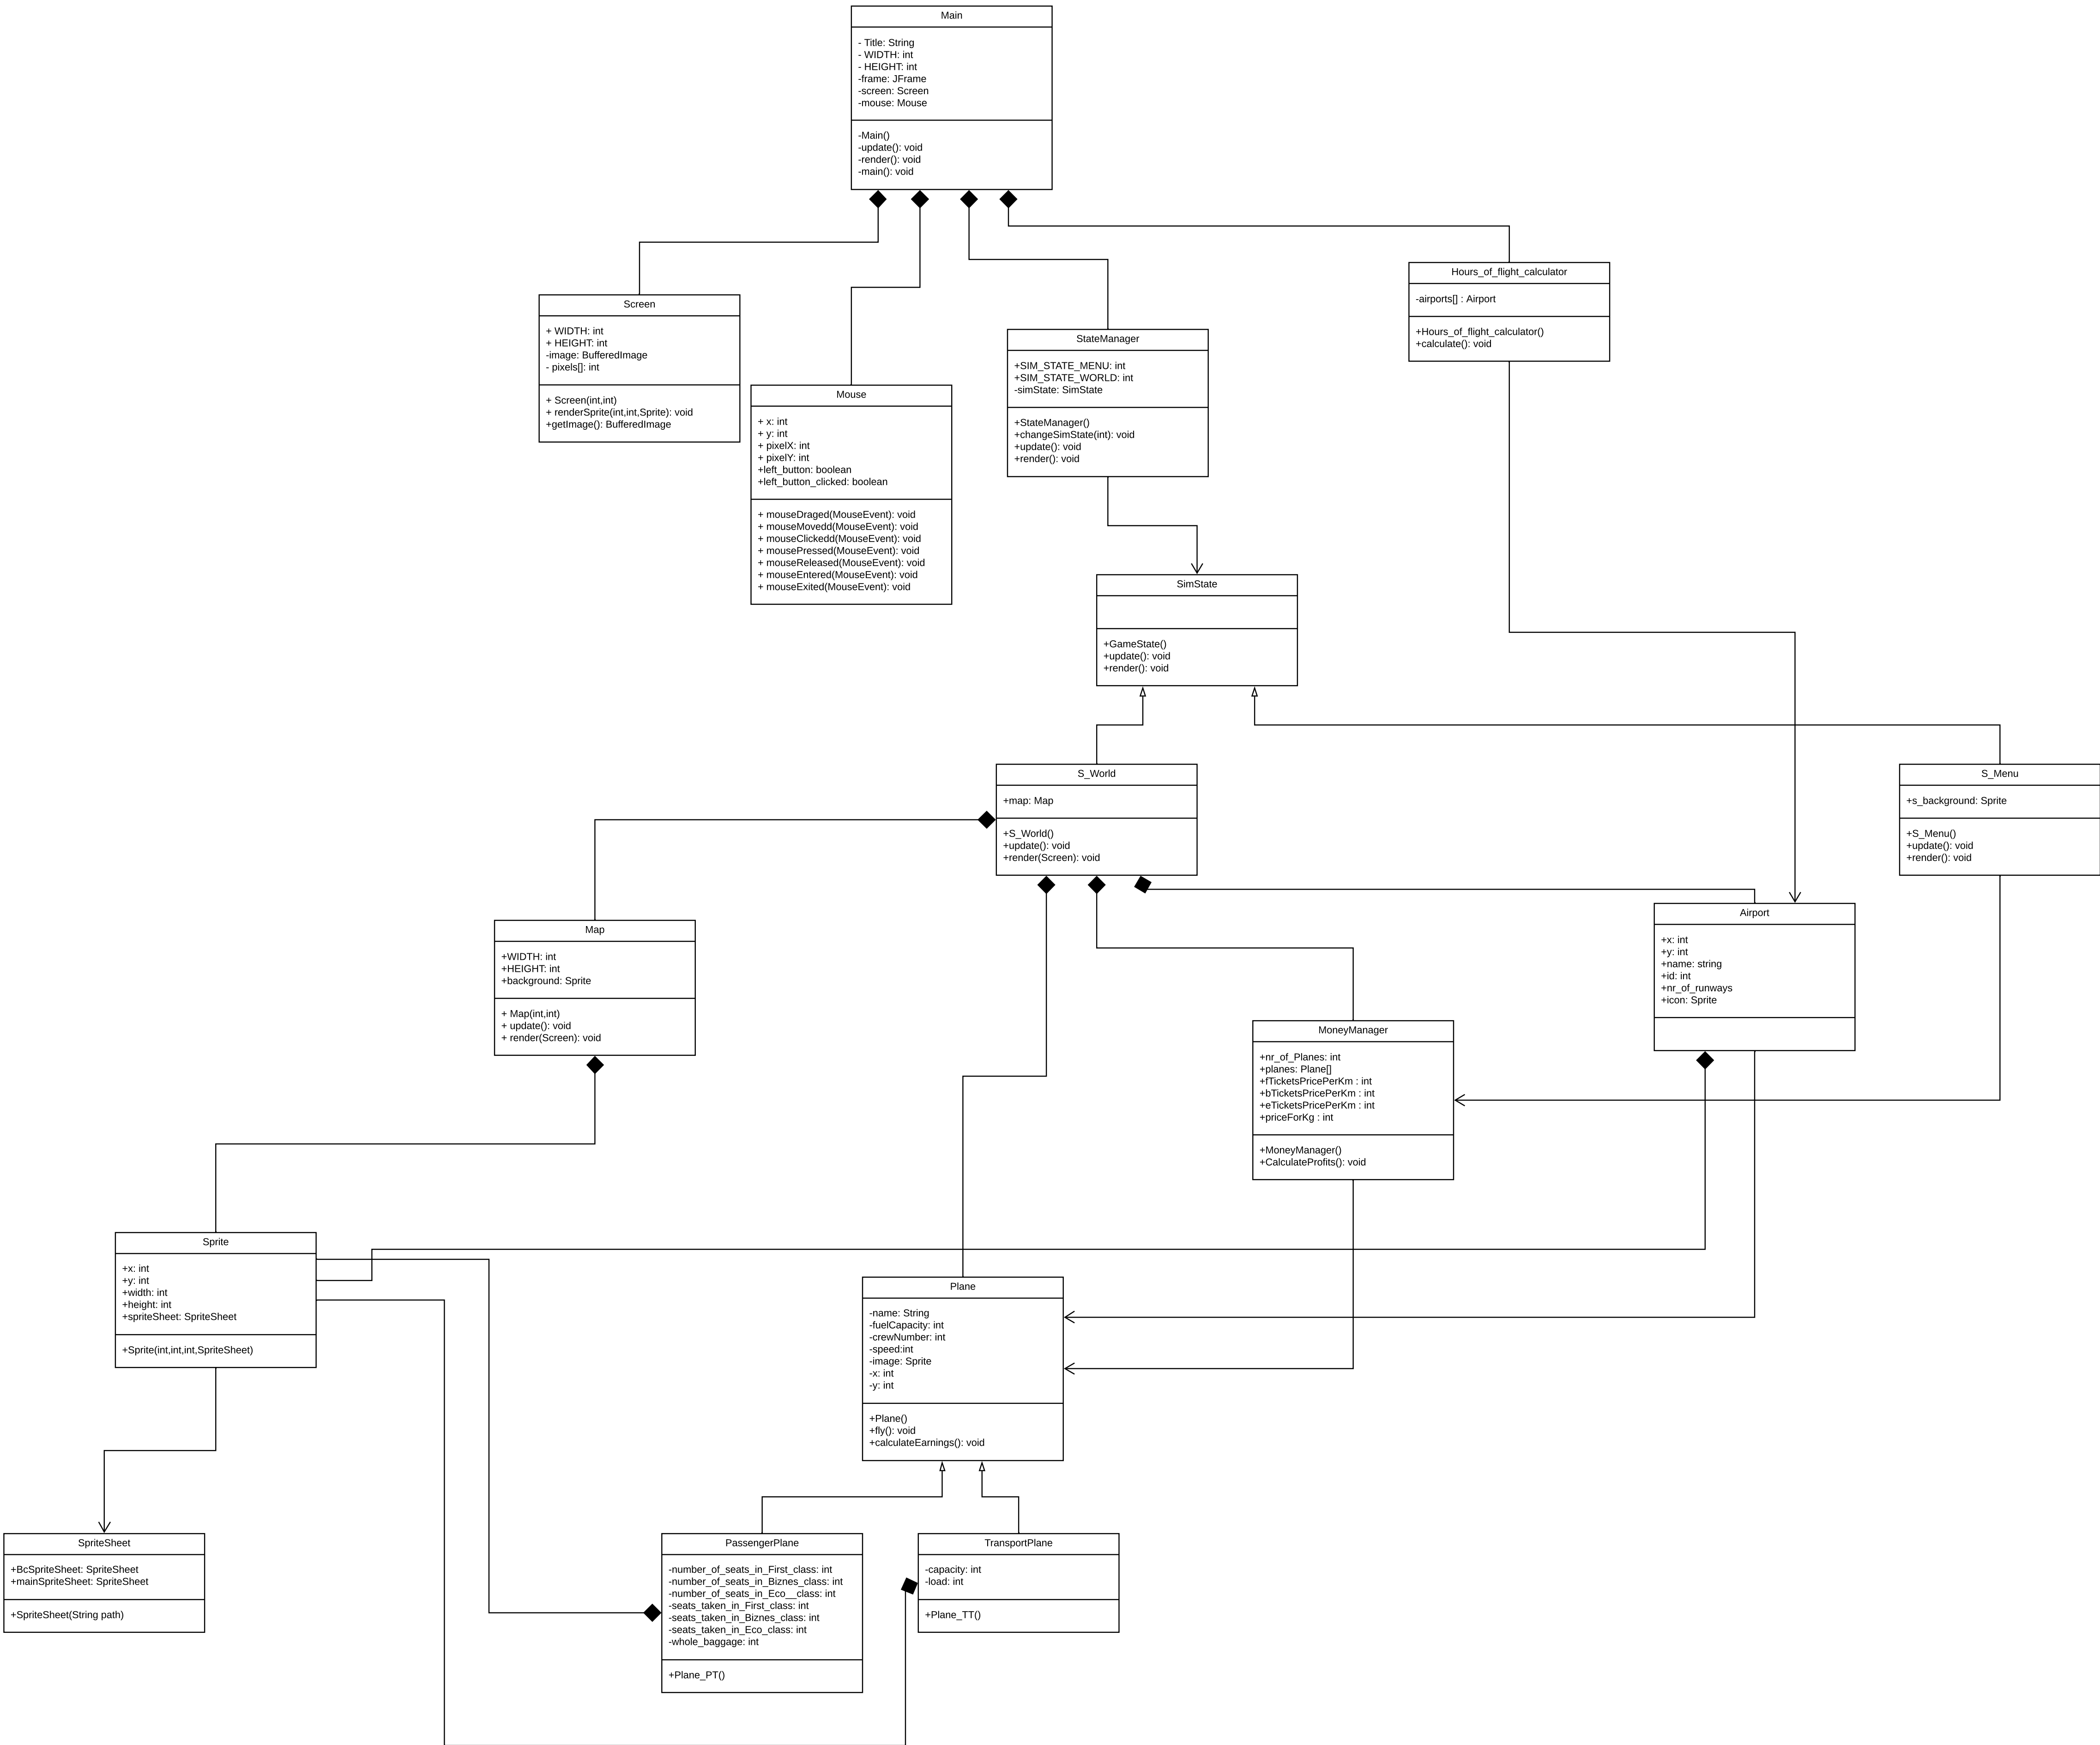 Main
- Title: String
- WIDTH: int
- HEIGHT: int
-frame: JFrame
-screen: Screen
-mouse: Mouse
-Main()
-update(): void
-render(): void
-main(): void
Hours_of_flight_calculator
-airports[] : Airport
+Hours_of_flight_calculator()
+calculate(): void
Screen
+ WIDTH: int
+ HEIGHT: int
-image: BufferedImage
- pixels[]: int
+ Screen(int,int)
+ renderSprite(int,int,Sprite): void
+getImage(): BufferedImage
StateManager
+SIM_STATE_MENU: int
+SIM_STATE_WORLD: int
-simState: SimState
+StateManager()
+changeSimState(int): void
+update(): void
+render(): void
Mouse
+ x: int
+ y: int
+ pixelX: int
+ pixelY: int
+left_button: boolean
+left_button_clicked: boolean
+ mouseDraged(MouseEvent): void
+ mouseMovedd(MouseEvent): void
+ mouseClickedd(MouseEvent): void
+ mousePressed(MouseEvent): void
+ mouseReleased(MouseEvent): void
+ mouseEntered(MouseEvent): void
+ mouseExited(MouseEvent): void
SimState
+GameState()
+update(): void
+render(): void
S_World
+map: Map
+S_World()
+update(): void
+render(Screen): void
S_Menu
+s_background: Sprite
+S_Menu()
+update(): void
+render(): void
Map
+WIDTH: int
+HEIGHT: int
+background: Sprite
+ Map(int,int)
+ update(): void
+ render(Screen): void
Airport
+x: int
+y: int
+name: string
+id: int
+nr_of_runways
+icon: Sprite
MoneyManager
+nr_of_Planes: int
+planes: Plane[]
+fTicketsPricePerKm : int
+bTicketsPricePerKm : int
+eTicketsPricePerKm : int
+priceForKg : int
+MoneyManager()
+CalculateProfits(): void
Sprite
+x: int
+y: int
+width: int
+height: int
+spriteSheet: SpriteSheet
+Sprite(int,int,int,SpriteSheet)
Plane
-name: String
-fuelCapacity: int
-crewNumber: int
-speed:int
-image: Sprite
-x: int
-y: int
+Plane()
+fly(): void
+calculateEarnings(): void
SpriteSheet
+BcSpriteSheet: SpriteSheet
+mainSpriteSheet: SpriteSheet
+SpriteSheet(String path)
PassengerPlane
-number_of_seats_in_First_class: int
-number_of_seats_in_Biznes_class: int
-number_of_seats_in_Eco__class: int
-seats_taken_in_First_class: int
-seats_taken_in_Biznes_class: int
-seats_taken_in_Eco_class: int
-whole_baggage: int
+Plane_PT()
TransportPlane
-capacity: int
-load: int
+Plane_TT()